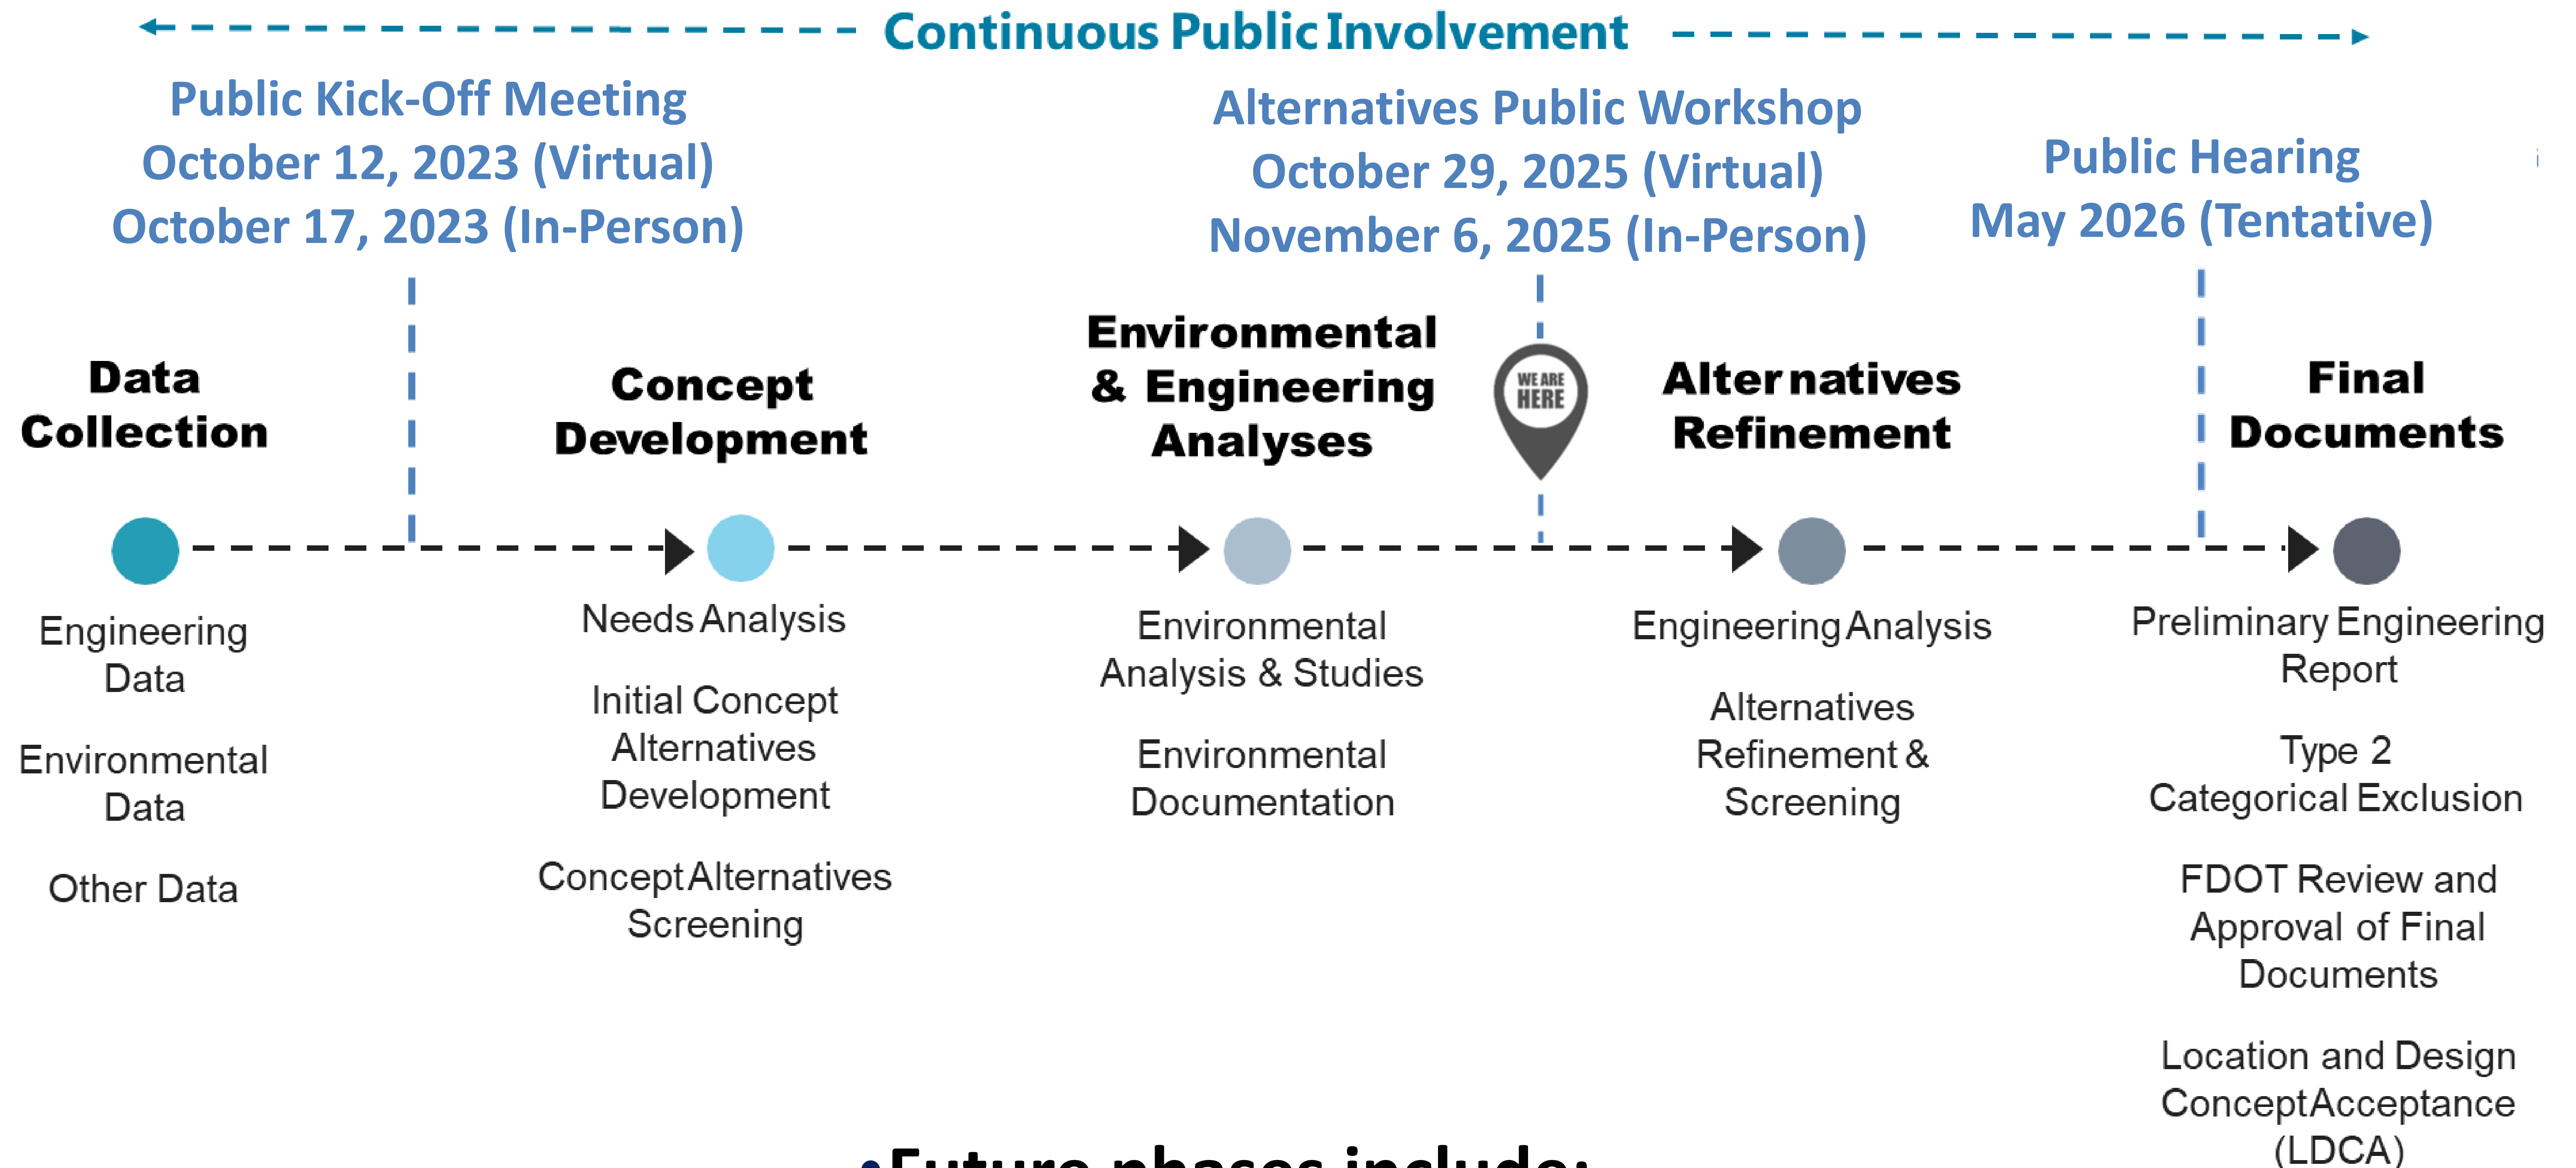 Continuous Public Involvement
Public Kick-Off Meeting
October 12, 2023 (Virtual)
October 17, 2023 (In-Person)
Alternatives Public Workshop
October 29, 2025 (Virtual)
November 6, 2025 (In-Person)
Public Hearing
May 2026 (Tentative)
Data
Collection
Concept
Development
Environmental
& Engineering
Analyses
WE ARE
HERE
Alternatives
Refinement
Final
Documents
Engineering
Data
Environmental
Data
Other Data
Needs Analysis
Initial Concept
Alternatives
Development
Concept Alternatives
Screening
Environmental
Analysis & Studies
Environmental
Documentation
Engineering Analysis
Alternatives
Refinement &
Screening
Preliminary Engineering
Report
Type 2
Categorical Exclusion
FDOT Review and
Approval of Final
Documents
Location and Design
Concept Acceptance
(LDCA)
•Future phases include: